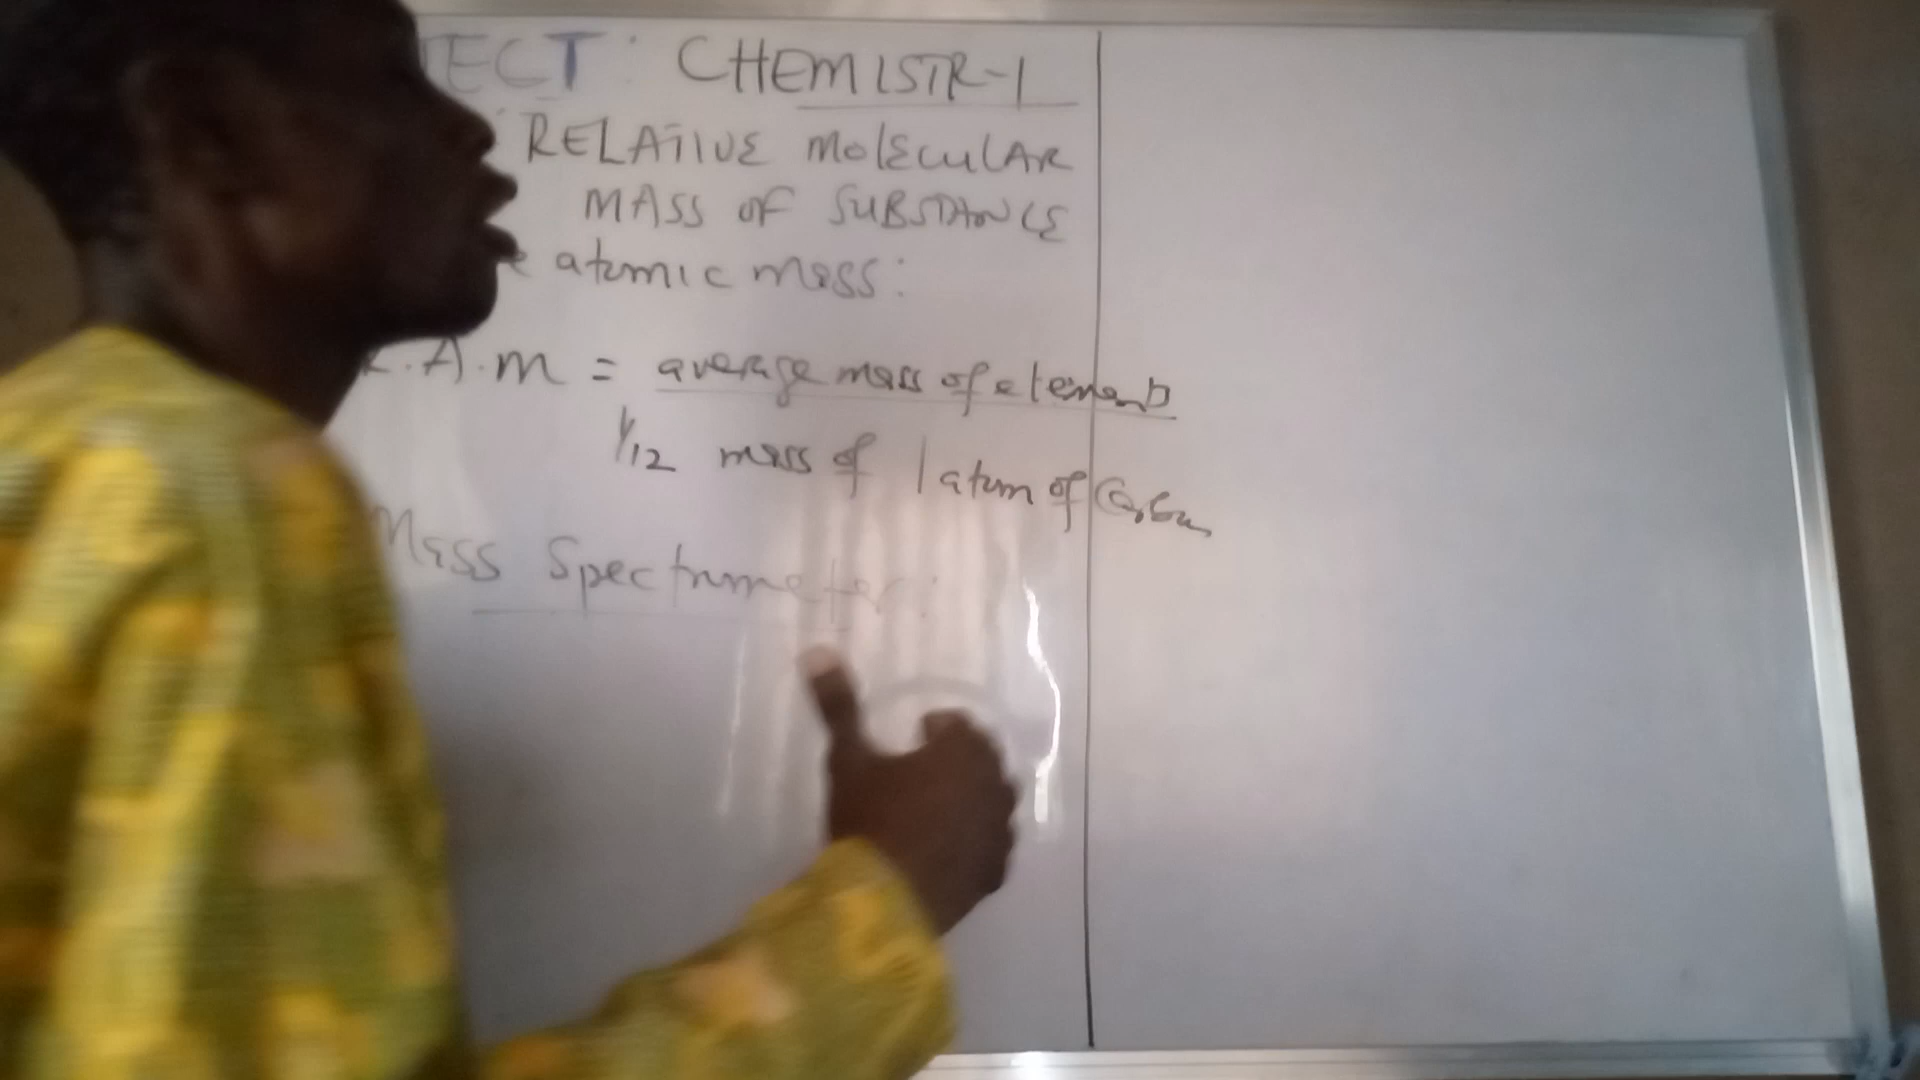 ECT: CHEMISTR-1
RELATIVE MOLECULAR
MASS OF SUBSTANCE
e atomic mass:
.A.m = average mass of element
1/12 mass of 1 atom of Carbon
Mass Spectrometer: